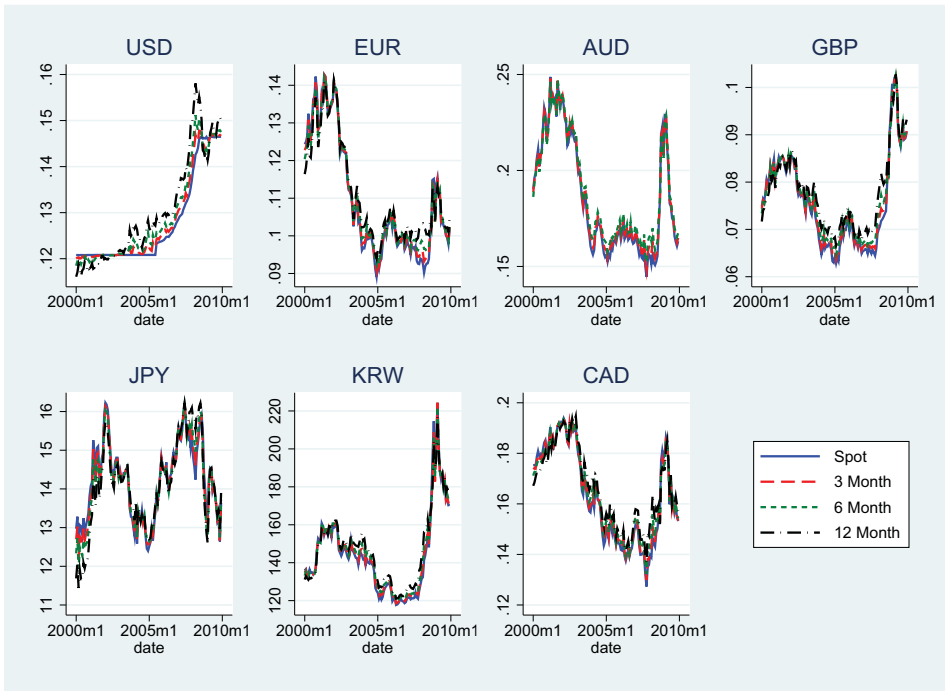 USD
.16
.15
.14
.13
.12
2000m1 2005m1 2010m1
date
EUR
.14
.13
.12
.11
.1
.09
2000m1 2005m1 2010m1
date
AUD
.25
.2
.15
2000m1 2005m1 2010m1
date
GBP
.1
.09
.08
.07
.06
2000m1 2005m1 2010m1
date
JPY
16
15
14
13
12
11
2000m1 2005m1 2010m1
date
KRW
220
200
180
160
140
120
2000m1 2005m1 2010m1
date
CAD
.2
.18
.16
.14
.12
2000m1 2005m1 2010m1
date
Spot
3 Month
6 Month
12 Month